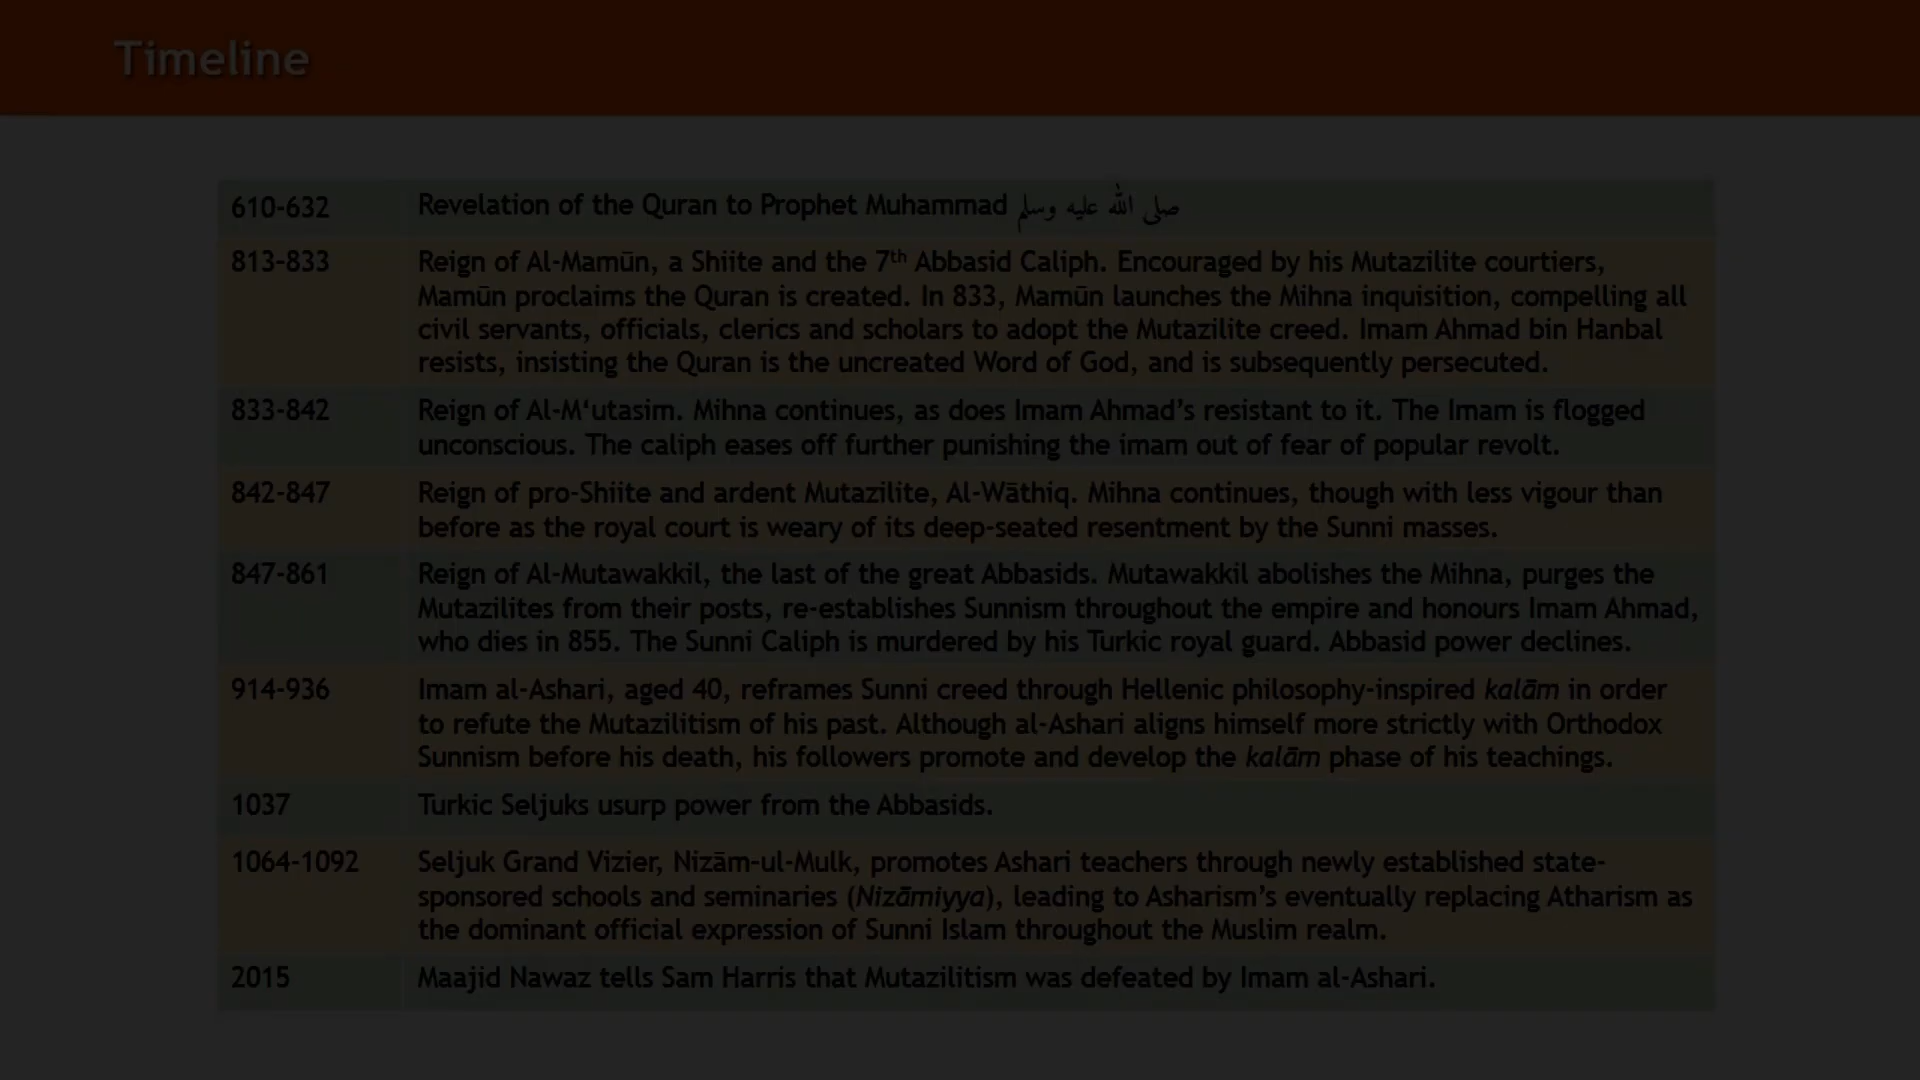 Timeline
610-632
Revelation of the Quran to Prophet Muhammad صلى الله عليه وسلم
813-833
Reign of Al-Mamūn, a Shiite and the 7th Abbasid Caliph. Encouraged by his Mutazilite courtiers,
Mamūn proclaims the Quran is created. In 833, Mamūn launches the Mihna inquisition, compelling all
civil servants, officials, clerics and scholars to adopt the Mutazilite creed. Imam Ahmad bin Hanbal
resists, insisting the Quran is the uncreated Word of God, and is subsequently persecuted.
833-842
Reign of Al-M‘utasim. Mihna continues, as does Imam Ahmad’s resistant to it. The Imam is flogged
unconscious. The caliph eases off further punishing the imam out of fear of popular revolt.
842-847
Reign of pro-Shiite and ardent Mutazilite, Al-Wāthiq. Mihna continues, though with less vigour than
before as the royal court is weary of its deep-seated resentment by the Sunni masses.
847-861
Reign of Al-Mutawakkil, the last of the great Abbasids. Mutawakkil abolishes the Mihna, purges the
Mutazilites from their posts, re-establishes Sunnism throughout the empire and honours Imam Ahmad,
who dies in 855. The Sunni Caliph is murdered by his Turkic royal guard. Abbasid power declines.
914-936
Imam al-Ashari, aged 40, reframes Sunni creed through Hellenic philosophy-inspired kalām in order
to refute the Mutazilitism of his past. Although al-Ashari aligns himself more strictly with Orthodox
Sunnism before his death, his followers promote and develop the kalām phase of his teachings.
1037
Turkic Seljuks usurp power from the Abbasids.
1064-1092
Seljuk Grand Vizier, Nizām-ul-Mulk, promotes Ashari teachers through newly established state-
sponsored schools and seminaries (Nizāmiyya), leading to Asharism’s eventually replacing Atharism as
the dominant official expression of Sunni Islam throughout the Muslim realm.
2015
Maajid Nawaz tells Sam Harris that Mutazilitism was defeated by Imam al-Ashari.